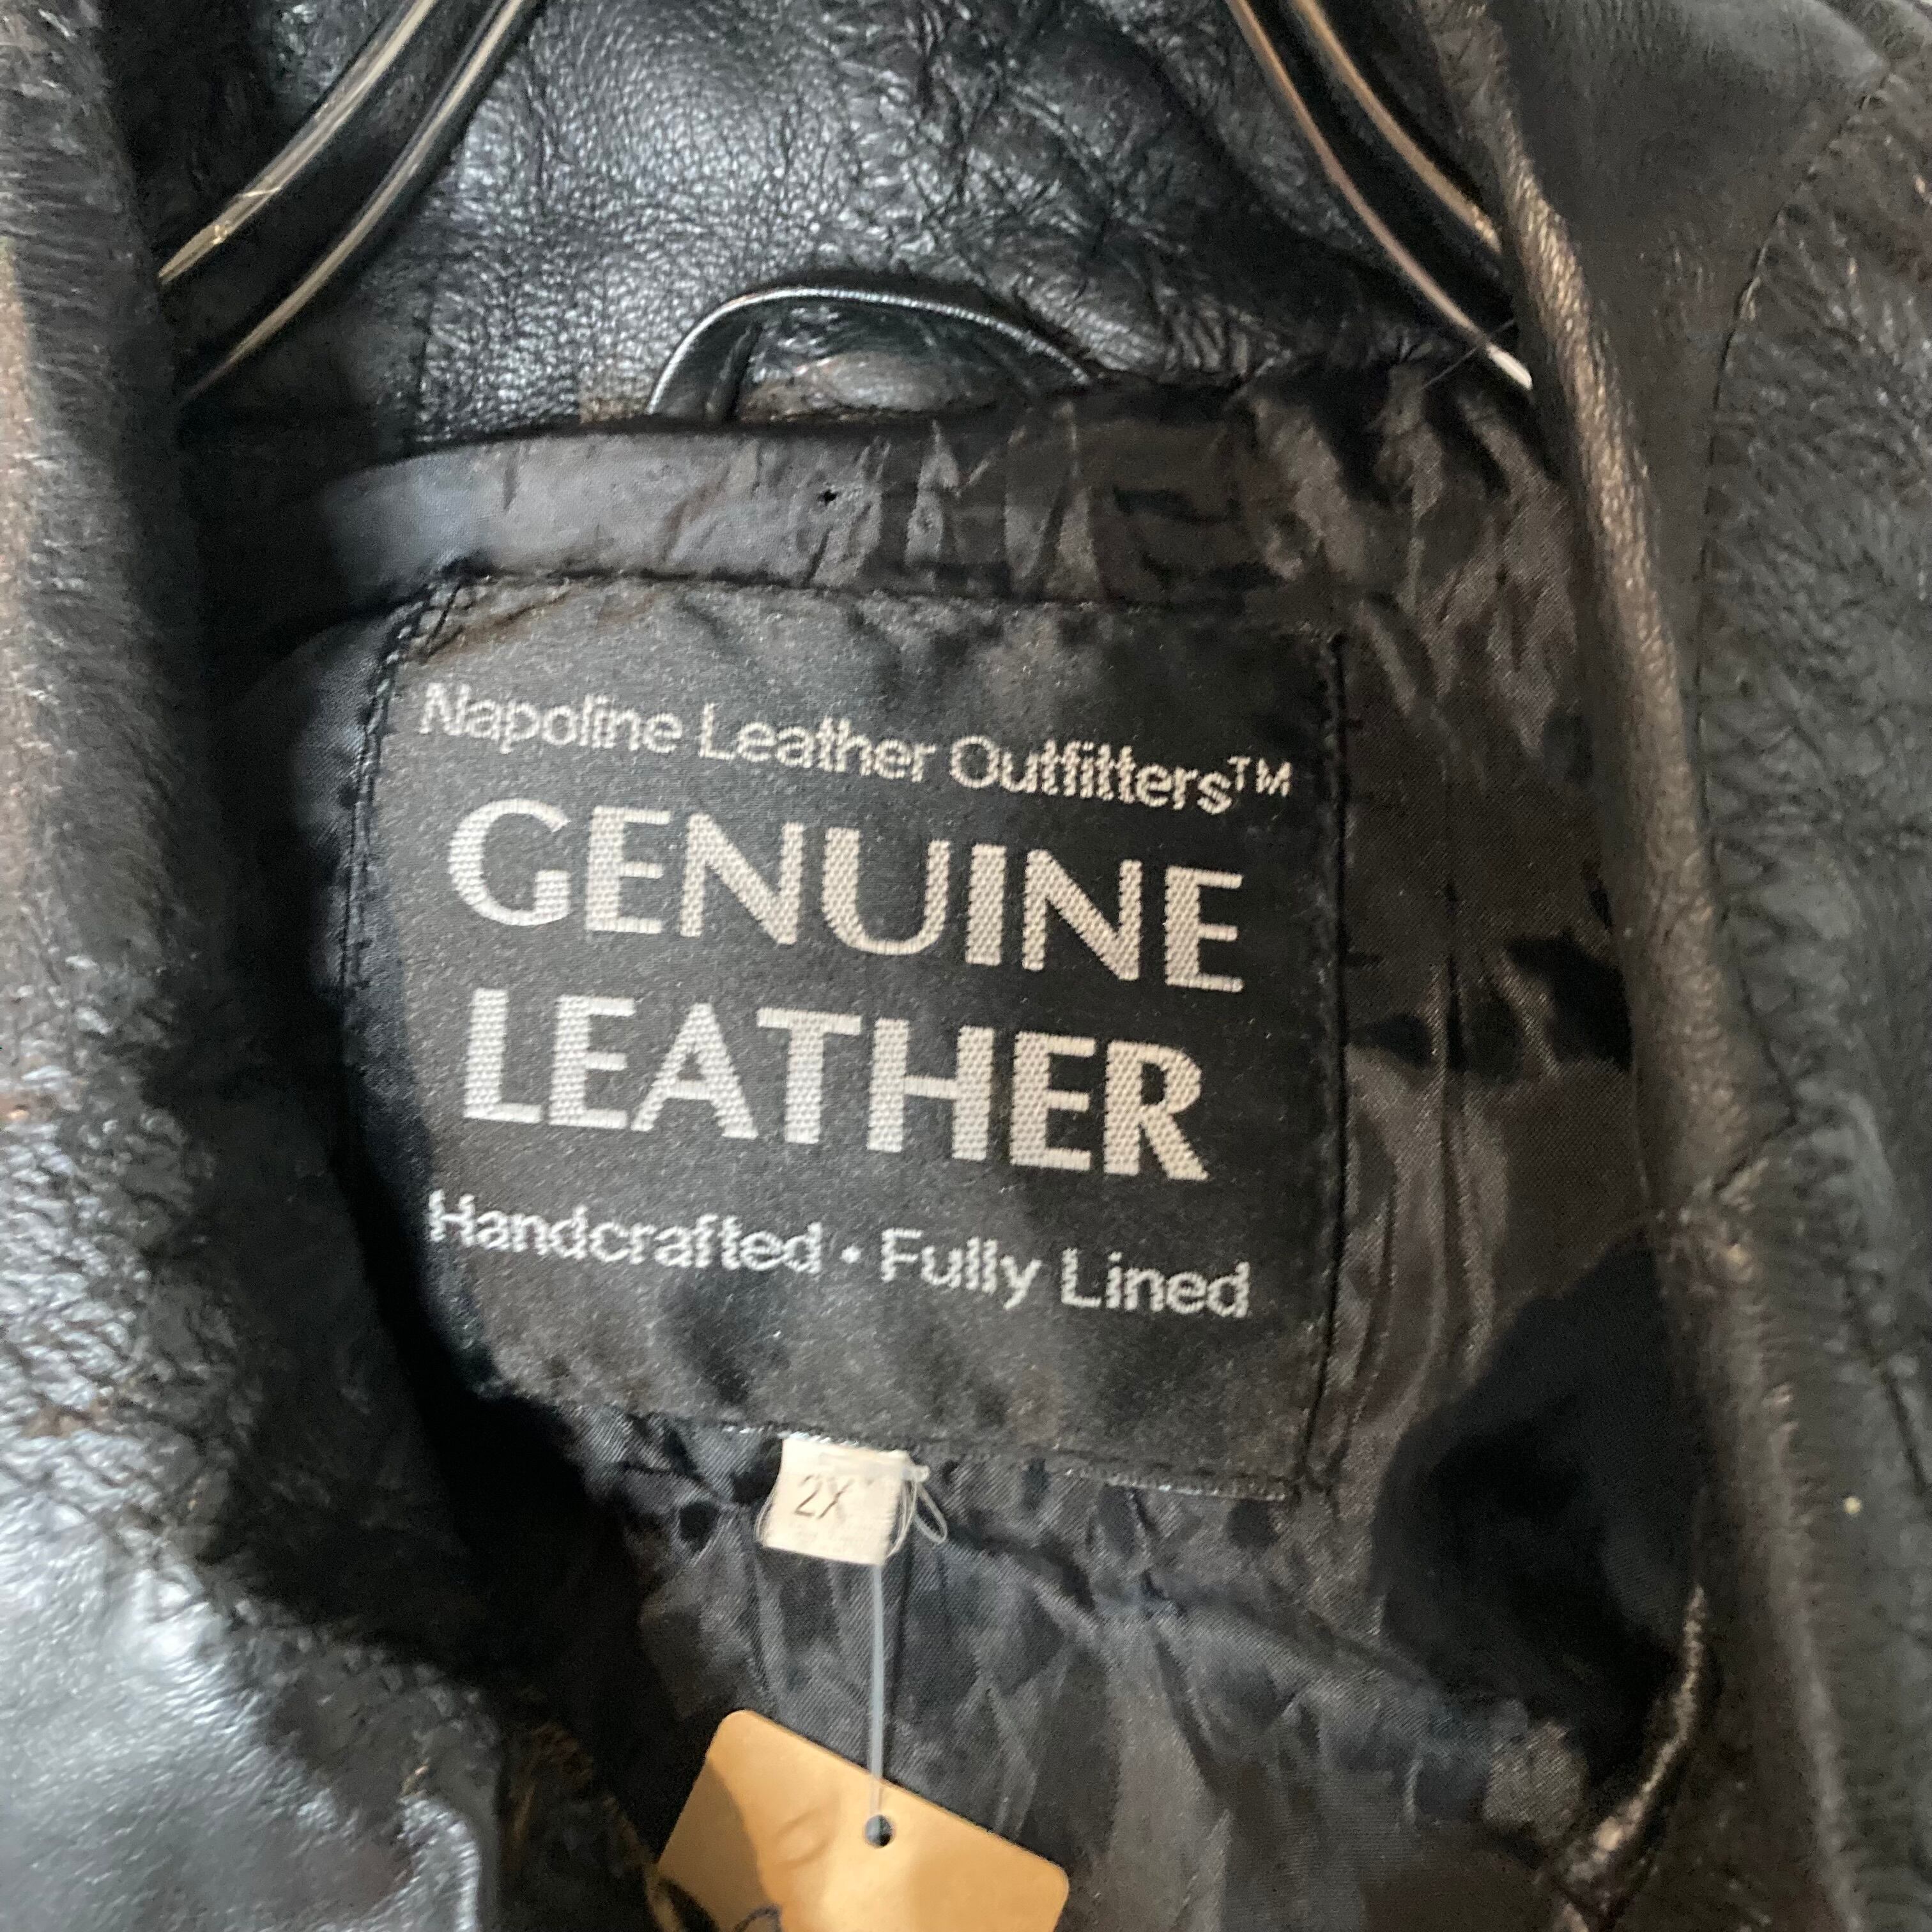 Napoline Leather Outfitters™
GENUINE
LEATHER
Handcrafted • Fully Lined
2X